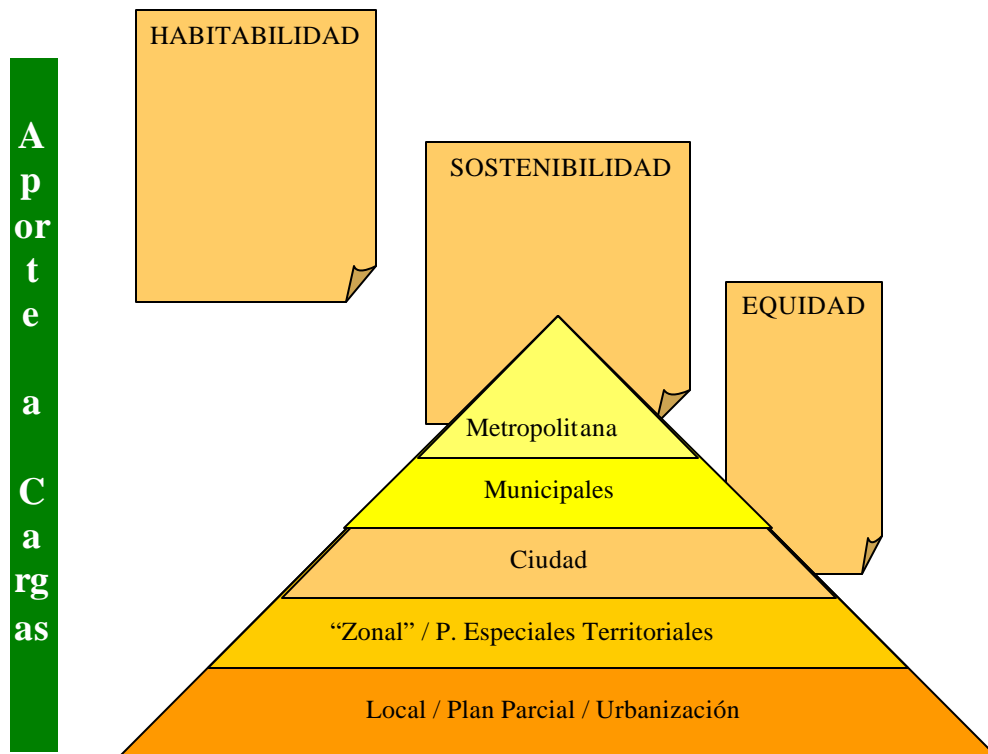 HABITABILIDAD
SOSTENIBILIDAD
EQUIDAD
A
p
or
t
e
a
C
a
rg
as
Metropolitana
Municipales
Ciudad
“Zonal” / P. Especiales Territoriales
Local / Plan Parcial / Urbanización